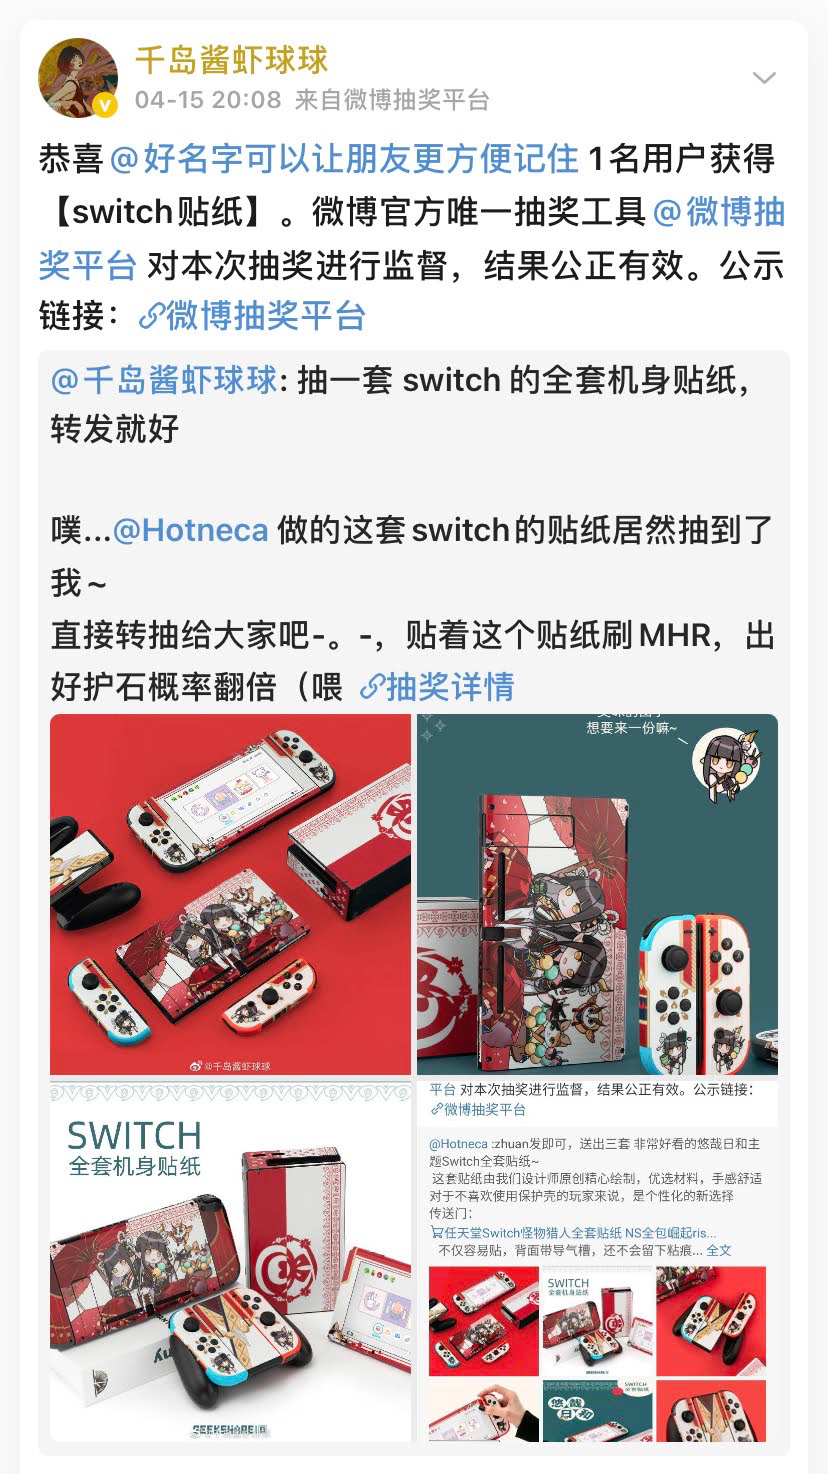 千岛酱虾球球
04-15 20:08 来自微博抽奖平台
恭喜 @好名字可以让朋友更方便记住 1名用户获得
【switch贴纸】。微博官方唯一抽奖工具 @微博抽
奖平台 对本次抽奖进行监督，结果公正有效。公示
链接：微博抽奖平台
@千岛酱虾球球: 抽一套 switch 的全套机身贴纸，
转发就好
噗...@Hotneca 做的这套switch的贴纸居然抽到了
我～
直接转抽给大家吧-。-，贴着这个贴纸刷MHR，出
好护石概率翻倍（喂 抽奖详情
@千岛酱虾球球
想要来一份嘛~
SWITCH
全套机身贴纸
GEEKSHARE
平台 对本次抽奖进行监督，结果公正有效。公示链接：
微博抽奖平台
@Hotneca :zhuan发即可，送出三套 非常好看的悠哉日和主
题Switch全套贴纸~
这套贴纸由我们设计师原创精心绘制，优选材料，手感舒适
对于不喜欢使用保护壳的玩家来说，是个性化的新选择
传送门：
任天堂Switch怪物猎人全套贴纸 NS全包崛起ris...
不仅容易贴，背面带导气槽，还不会留下粘痕... 全文
SWITCH
全套机身贴纸
SWITCH
全套机身贴纸
悠哉
日和